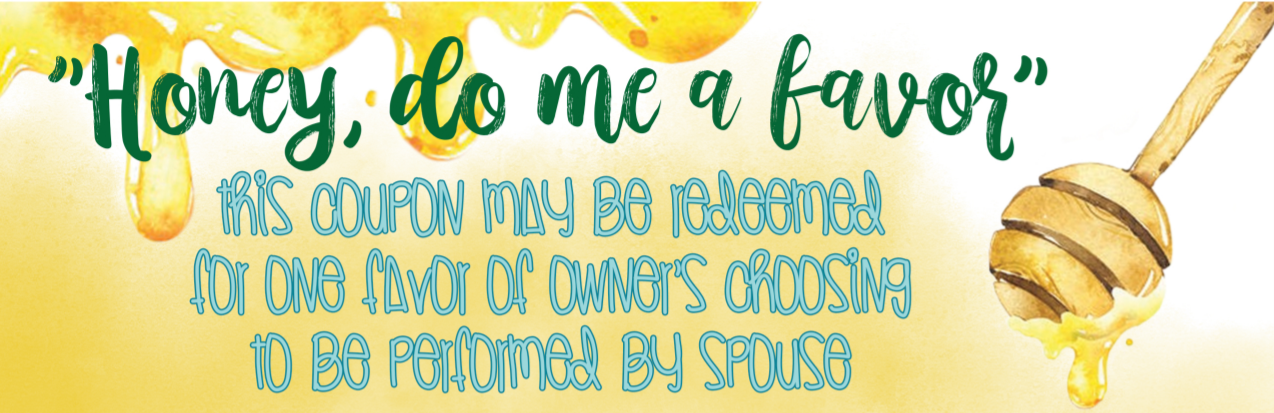 "Honey, do me a favor"
this coupon may be redeemed
for one favor of owner's choosing
to be performed by spouse